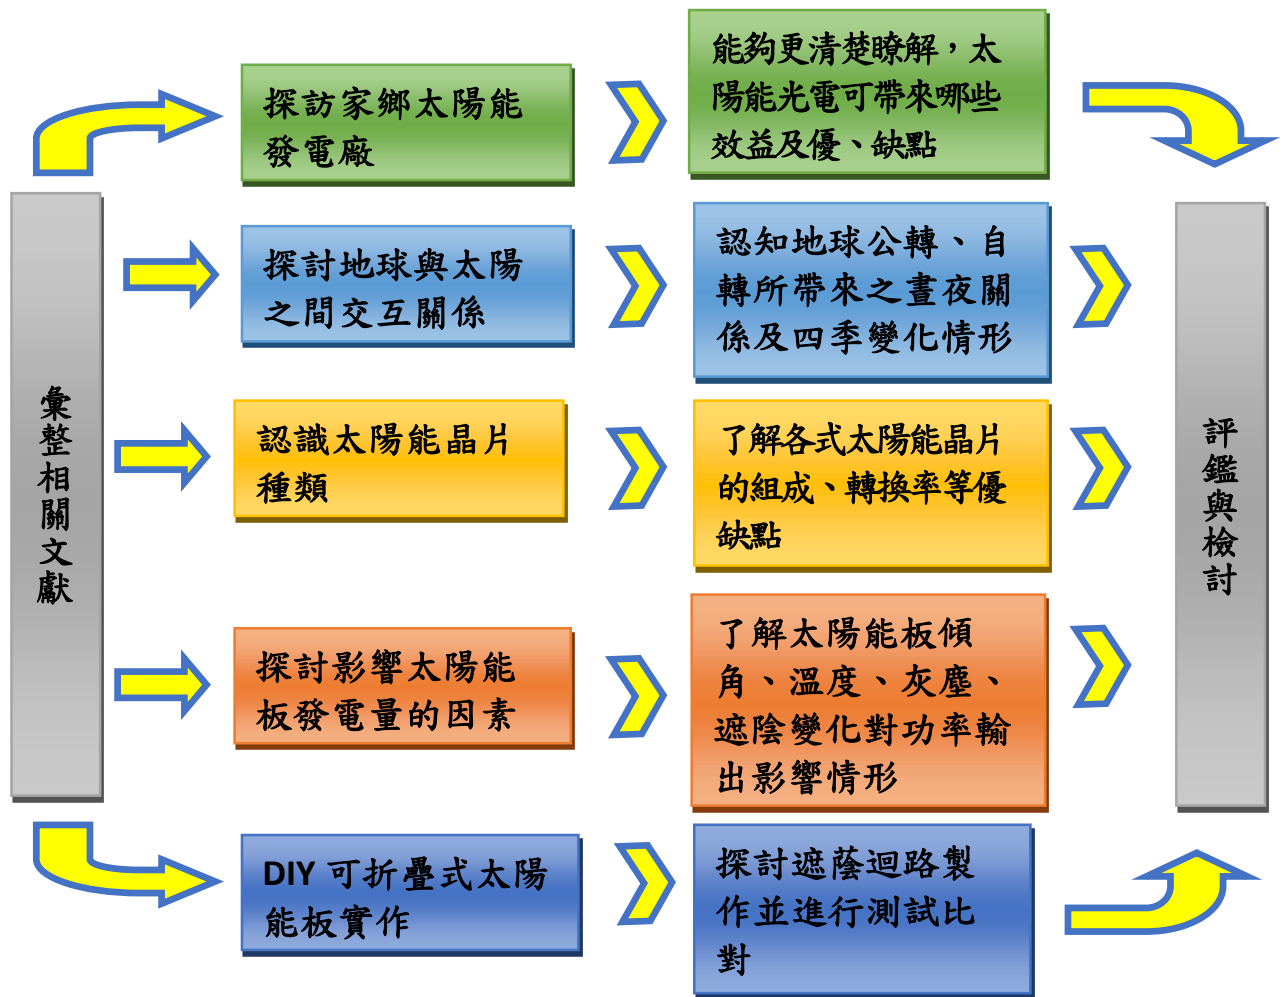 彙整相關文獻
探訪家鄉太陽能
發電廠
能夠更清楚瞭解，太
陽能光電可帶來哪些
效益及優、缺點
探討地球與太陽
之間交互關係
認知地球公轉、自
轉所帶來之晝夜關
係及四季變化情形
認識太陽能晶片
種類
了解各式太陽能晶片
的組成、轉換率等優
缺點
探討影響太陽能
板發電量的因素
了解太陽能板傾
角、溫度、灰塵、
遮陰變化對功率輸
出影響情形
DIY 可折疊式太陽
能板實作
探討遮蔭迴路製
作並進行測試比
對
評鑑與檢討